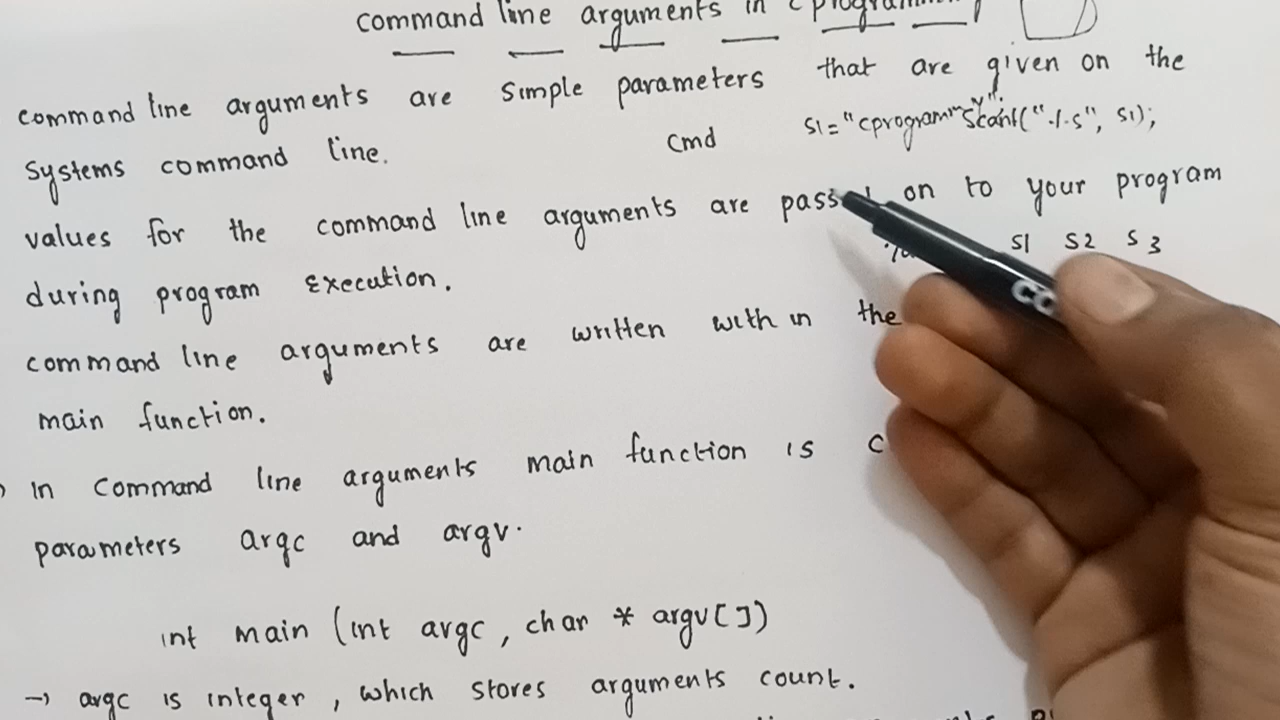 command line arguments in c programming
command line arguments are simple parameters that are given on the
s1="cprogrammy". scanf("%s", s1);
systems command line. cmd
values for the command line arguments are passed on to your program
s1 s2 s3
during program execution.
command line arguments are written with in the
main function.
In command line arguments main function is
parameters argc and argv.
int main (int argc, char * argv[])
→ argc is integer, which stores arguments count.